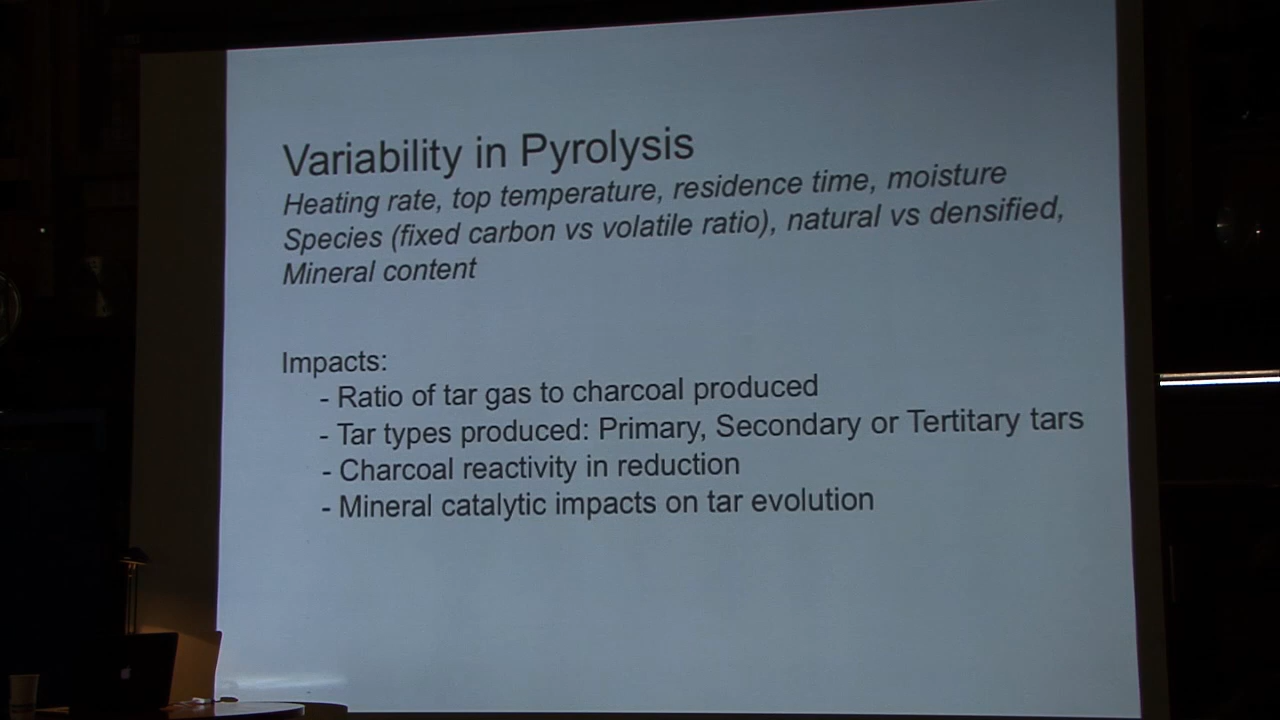 Variability in Pyrolysis
Heating rate, top temperature, residence time, moisture
Species (fixed carbon vs volatile ratio), natural vs densified,
Mineral content
Impacts:
- Ratio of tar gas to charcoal produced
- Tar types produced: Primary, Secondary or Tertitary tars
- Charcoal reactivity in reduction
- Mineral catalytic impacts on tar evolution